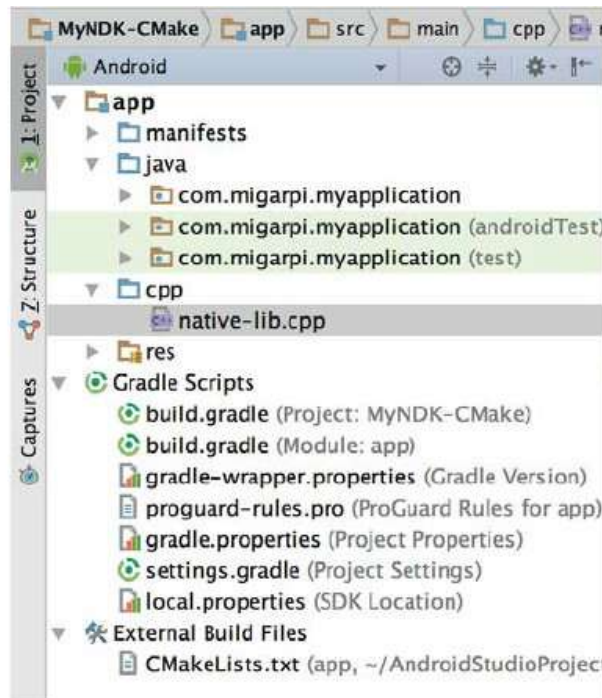 MyNDK-CMake app src main cpp
Android
1: Project
Z: Structure
Captures
app
manifests
java
com.migarpi.myapplication
com.migarpi.myapplication (androidTest)
com.migarpi.myapplication (test)
cpp
native-lib.cpp
res
Gradle Scripts
build.gradle (Project: MyNDK-CMake)
build.gradle (Module: app)
gradle-wrapper.properties (Gradle Version)
proguard-rules.pro (ProGuard Rules for app)
gradle.properties (Project Properties)
settings.gradle (Project Settings)
local.properties (SDK Location)
External Build Files
CMakeLists.txt (app, ~/AndroidStudioProject